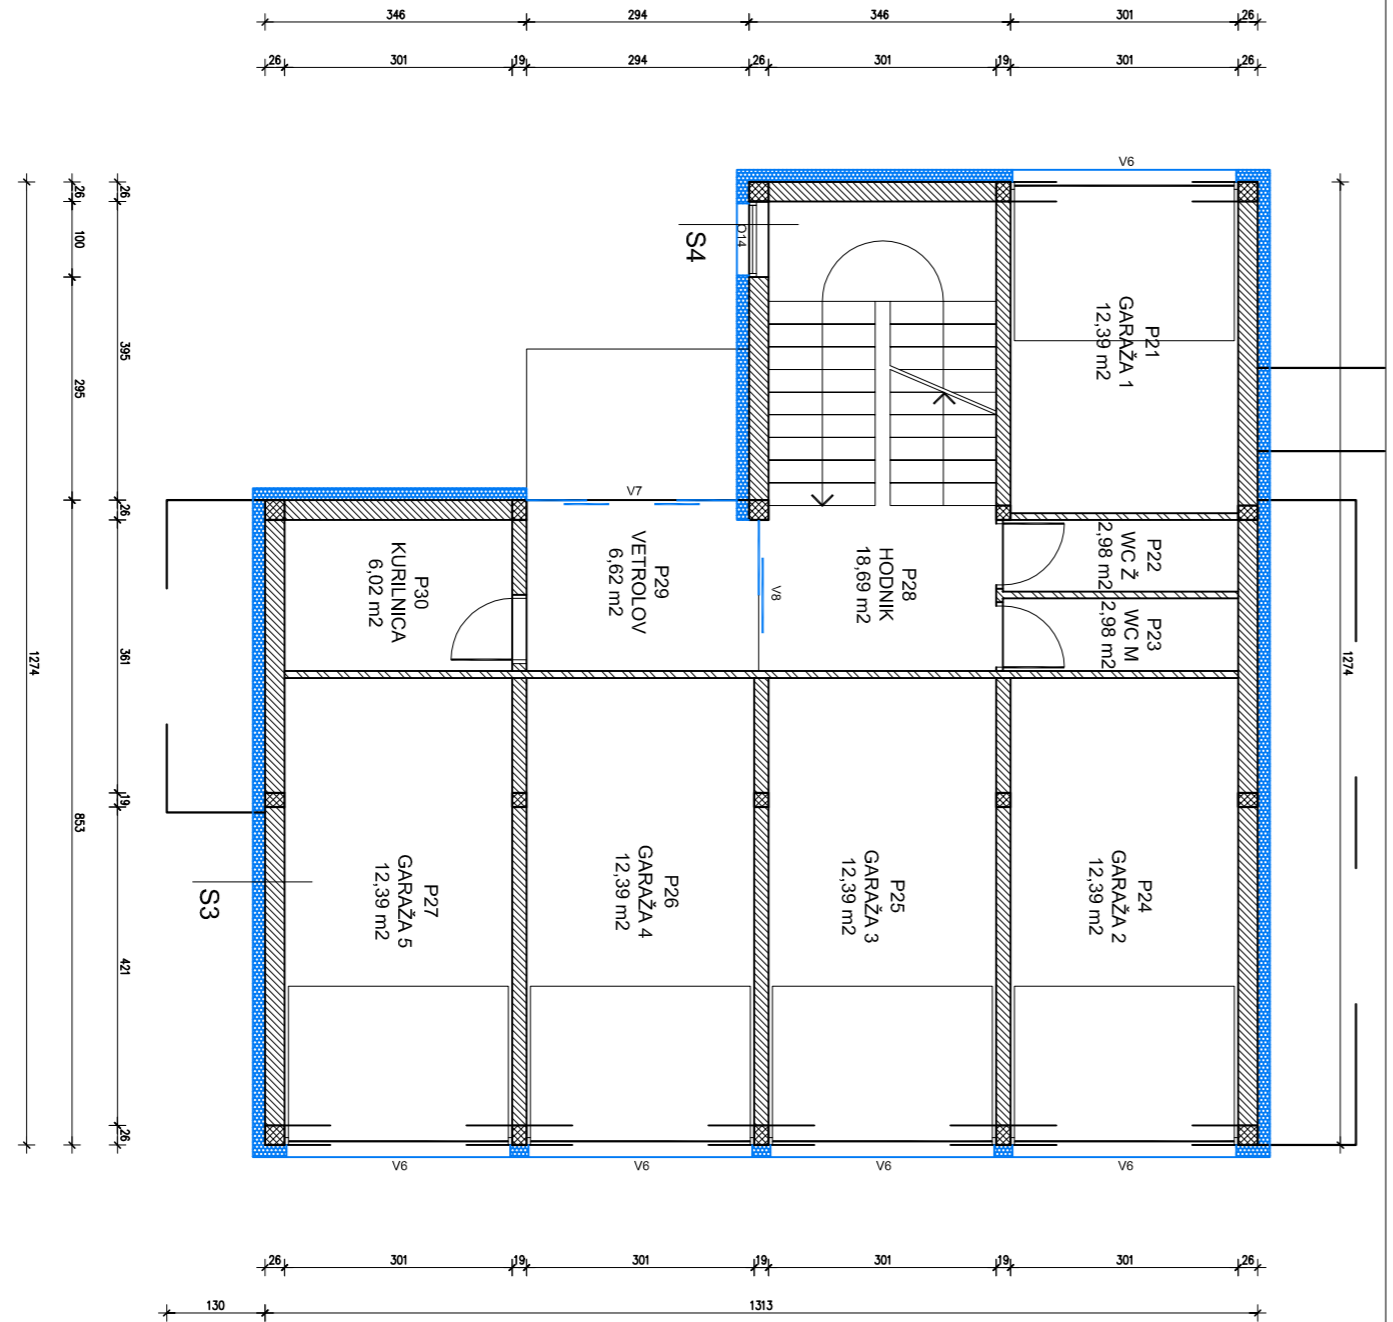 346 294 346 301 26
26 301 19 294 26 301 19 301 26
V6
26 26
100
S4
O14
P21
GARAŽA 1
12,39 m2
395
295
V7
26
P30
KURILNICA
6,02 m2
P29
VETROLOV
6,62 m2
V8
P28
HODNIK
18,69 m2
P22
WC Ž
2,98 m2
P23
WC M
2,98 m2
1274
361
1274
19
853
P27
GARAŽA 5
12,39 m2
P26
GARAŽA 4
12,39 m2
P25
GARAŽA 3
12,39 m2
P24
GARAŽA 2
12,39 m2
S3
421
26
V6 V6 V6 V6
26 301 19 301 19 301 19 301 26
130 1313